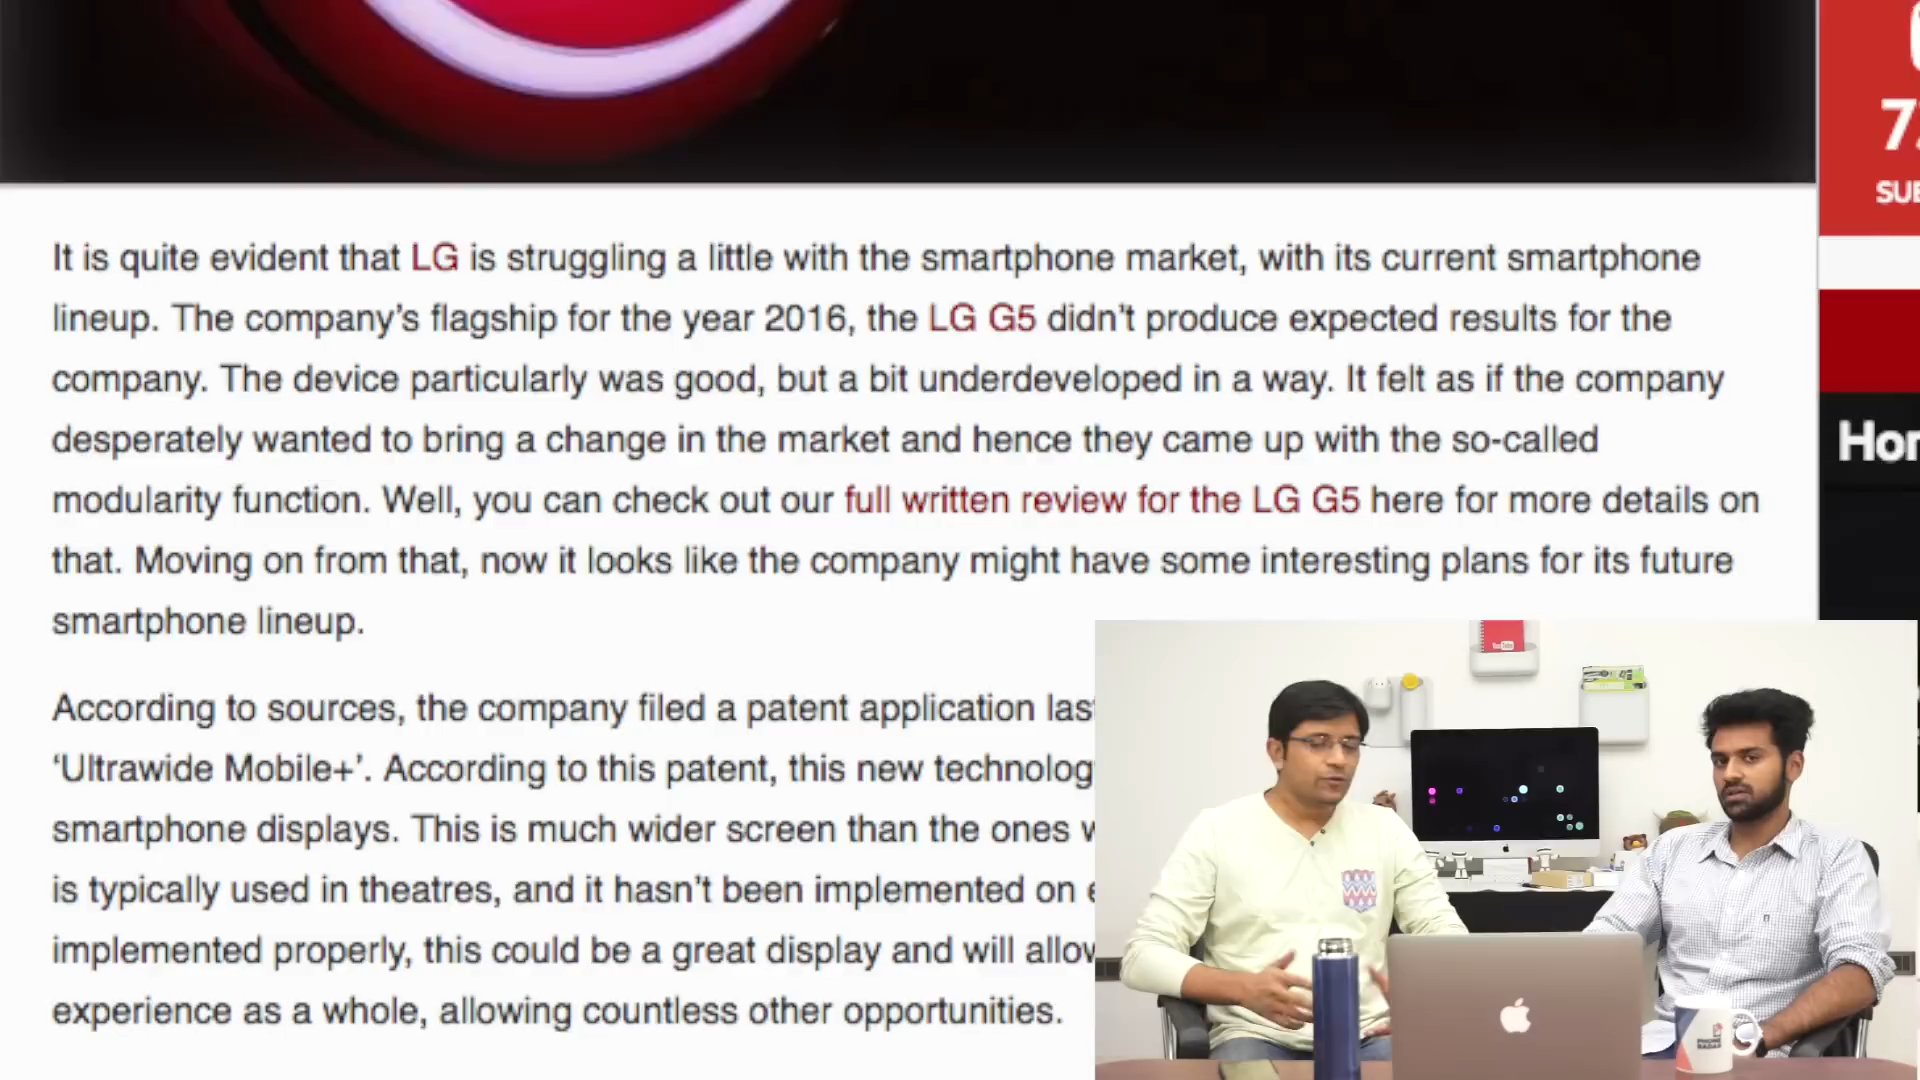 It is quite evident that LG is struggling a little with the smartphone market, with its current smartphone
lineup. The company’s flagship for the year 2016, the LG G5 didn’t produce expected results for the
company. The device particularly was good, but a bit underdeveloped in a way. It felt as if the company
desperately wanted to bring a change in the market and hence they came up with the so-called
modularity function. Well, you can check out our full written review for the LG G5 here for more details on
that. Moving on from that, now it looks like the company might have some interesting plans for its future
smartphone lineup.
According to sources, the company filed a patent application
‘Ultrawide Mobile+’. According to this patent, this new
smartphone displays. This is much wider screen than the ones
is typically used in theatres, and it hasn’t been implemented on
implemented properly, this could be a great display and will
experience as a whole, allowing countless other opportunities.
YouTube